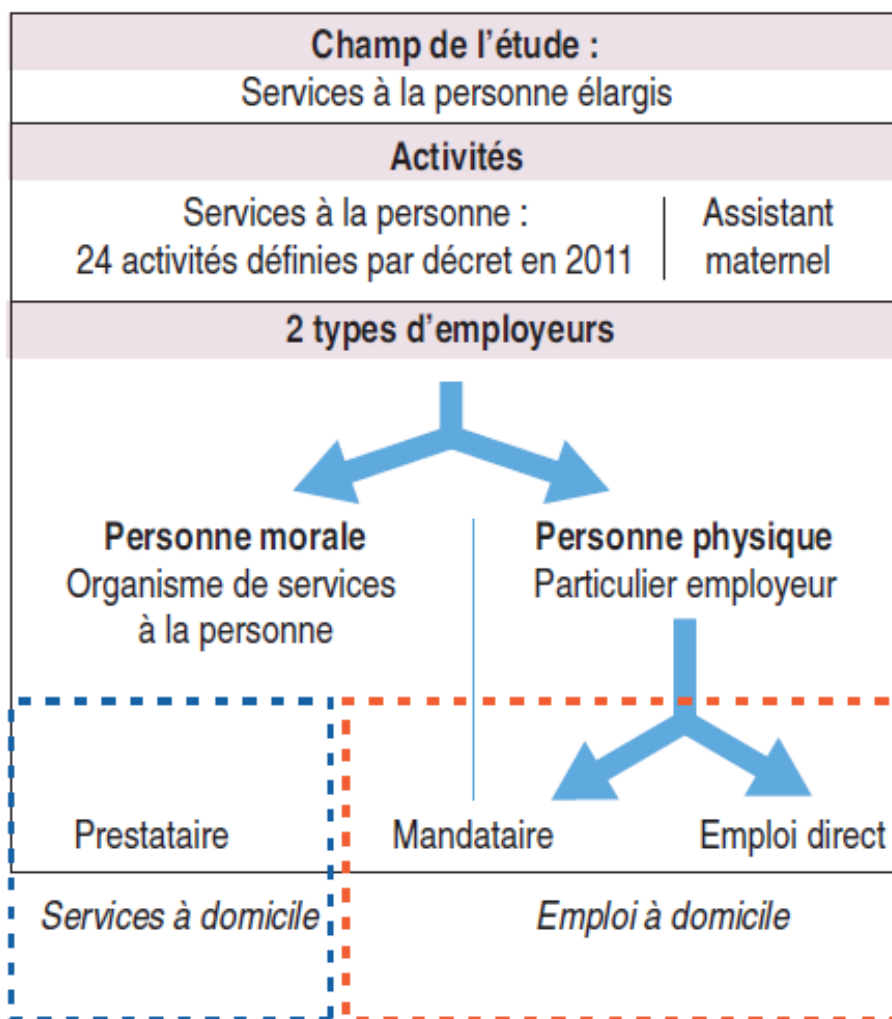 Champ de l'étude :
Services à la personne élargis
Activités
Services à la personne :
24 activités définies par décret en 2011
Assistant
maternel
2 types d'employeurs
Personne morale
Organisme de services
à la personne
Personne physique
Particulier employeur
Prestataire
Mandataire
Emploi direct
Services à domicile
Emploi à domicile